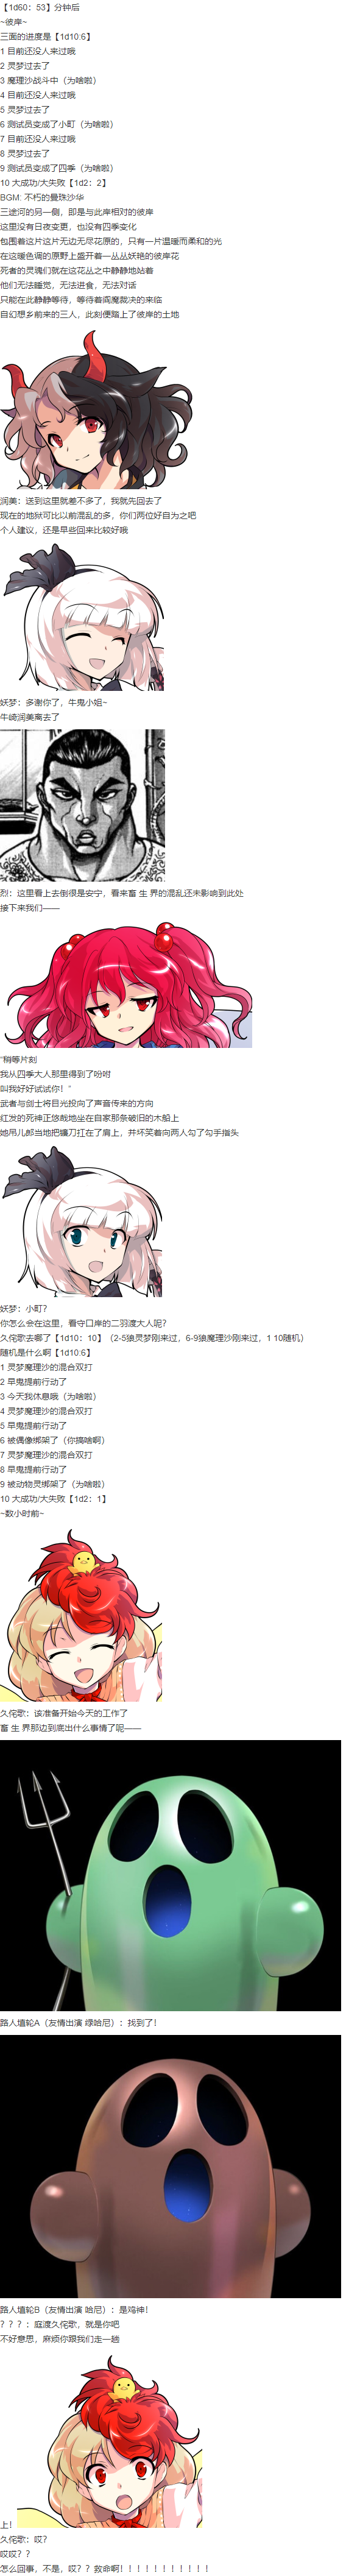 【1d60：53】分钟后
~彼岸~
三面的进度是【1d10:6】
1 目前还没人来过哦
2 灵梦过去了
3 魔理沙战斗中（为啥啦）
4 目前还没人来过哦
5 灵梦过去了
6 测试员变成了小町（为啥啦）
7 目前还没人来过哦
8 灵梦过去了
9 测试员变成了四季（为啥啦）
10 大成功/大失败【1d2：2】
BGM: 不朽的曼珠沙华
三途河的另一侧，即是与此岸相对的彼岸
这里没有日夜变更，也没有四季变化
包围着这片这片无边无尽花原的，只有一片温暖而柔和的光
在这暖色调的原野上盛开着一丛丛妖艳的彼岸花
死者的灵魂们就在这花丛之中静静地站着
他们无法睡觉，无法进食，无法对话
只能在此静静等待，等待着阎魔裁决的来临
自幻想乡前来的三人，此刻便踏上了彼岸的土地
润美：送到这里就差不多了，我就先回去了
现在的地狱可比以前混乱的多，你们两位好自为之吧
个人建议，还是早些回来比较好哦
妖梦：多谢你了，牛鬼小姐~
牛崎润美离去了
烈：这里看上去倒很是安宁，看来畜 生 界的混乱还未影响到此处
接下来我们——
“稍等片刻
我从四季大人那里得到了吩咐
叫我好好试试你！”
武者与剑士将目光投向了声音传来的方向
红发的死神正悠哉地坐在自家那条破旧的木船上
她吊儿郎当地把镰刀扛在了肩上，并坏笑着向两人勾了勾手指头
妖梦：小町？
你怎么会在这里，看守口岸的二羽渡大人呢？
久侘歌去哪了【1d10：10】（2-5狼灵梦刚来过，6-9狼魔理沙刚来过，1 10随机）
随机是什么啊【1d10:6】
1 灵梦魔理沙的混合双打
2 早鬼提前行动了
3 今天我休息哦（为啥啦）
4 灵梦魔理沙的混合双打
5 早鬼提前行动了
6 被偶像绑架了（你搞啥啊）
7 灵梦魔理沙的混合双打
8 早鬼提前行动了
9 被动物灵绑架了（为啥啦）
10 大成功/大失败【1d2：1】
~数小时前~
久侘歌：该准备开始今天的工作了
畜 生 界那边到底出什么事情了呢——
路人埴轮A（友情出演 绿哈尼）：找到了！
路人埴轮B（友情出演 哈尼）：是鸡神！
？？？：庭渡久侘歌，就是你吧
不好意思，麻烦你跟我们走一趟
上！
久侘歌：哎？
哎哎？？
怎么回事，不是，哎？？救命啊！！！！！！！！！！！